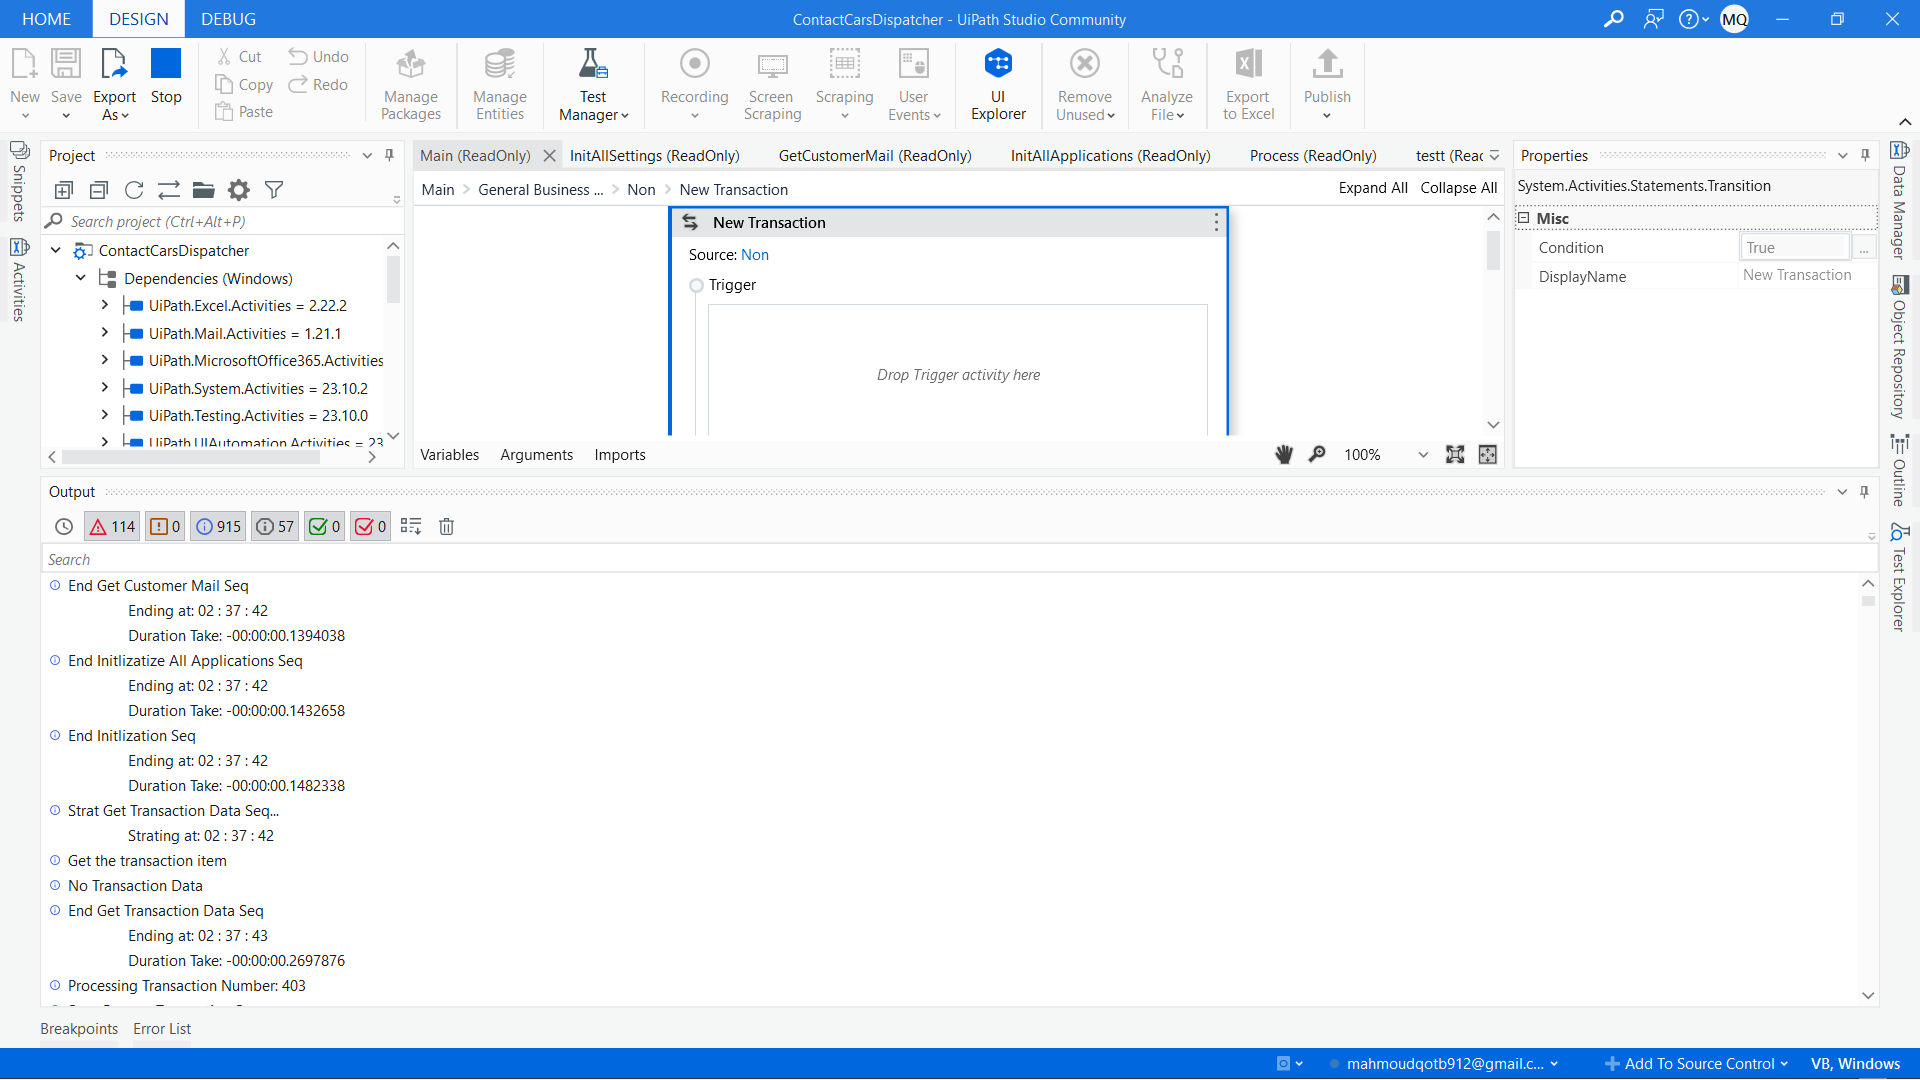 HOME DESIGN DEBUG
ContactCarsDispatcher - UiPath Studio Community
MQ
New
Save
Export As
Stop
Cut
Copy
Paste
Undo
Redo
Manage Packages
Manage Entities
Test Manager
Recording
Screen Scraping
Scraping
User Events
UI Explorer
Remove Unused
Analyze File
Export to Excel
Publish
Snippets
Activities
Project
Search project (Ctrl+Alt+P)
ContactCarsDispatcher
Dependencies (Windows)
UiPath.Excel.Activities = 2.22.2
UiPath.Mail.Activities = 1.21.1
UiPath.MicrosoftOffice365.Activities
UiPath.System.Activities = 23.10.2
UiPath.Testing.Activities = 23.10.0
UiPath.UIAutomation.Activities = 23
Main (ReadOnly) InitAllSettings (ReadOnly) GetCustomerMail (ReadOnly) InitAllApplications (ReadOnly) Process (ReadOnly) testt (Reac
Main > General Business ... > Non > New Transaction
Expand All Collapse All
New Transaction
Source: Non
Trigger
Drop Trigger activity here
Variables Arguments Imports
100%
Properties
System.Activities.Statements.Transition
Misc
Condition True ...
DisplayName New Transaction
Data Manager
Object Repository
Outline
Test Explorer
Output
114 0 915 57 0 0
Search
End Get Customer Mail Seq
Ending at: 02 : 37 : 42
Duration Take: -00:00:00.1394038
End Initlizatize All Applications Seq
Ending at: 02 : 37 : 42
Duration Take: -00:00:00.1432658
End Initlization Seq
Ending at: 02 : 37 : 42
Duration Take: -00:00:00.1482338
Strat Get Transaction Data Seq...
Strating at: 02 : 37 : 42
Get the transaction item
No Transaction Data
End Get Transaction Data Seq
Ending at: 02 : 37 : 43
Duration Take: -00:00:00.2697876
Processing Transaction Number: 403
Breakpoints Error List
mahmoudqotb912@gmail.c...
Add To Source Control
VB, Windows